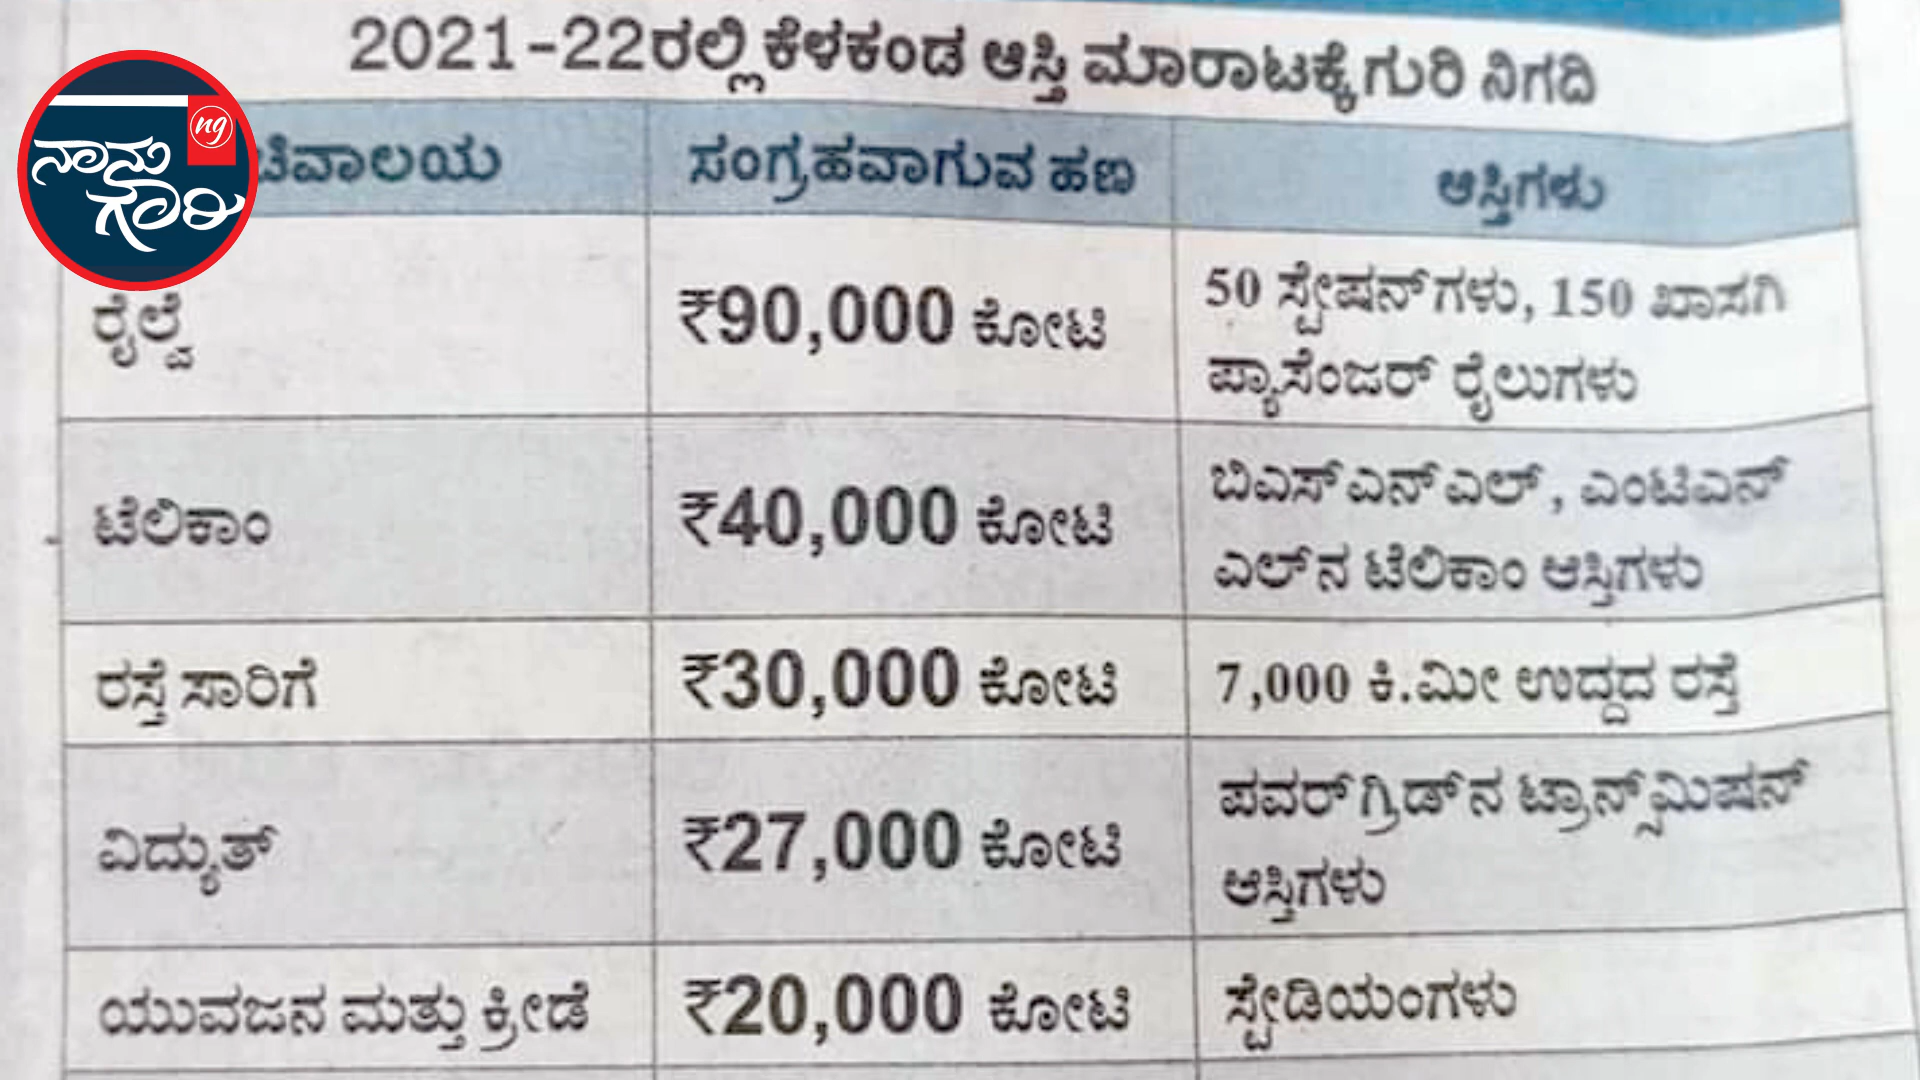 2021-22ರಲ್ಲಿ ಕೆಳಕಂಡ ಆಸ್ತಿ ಮಾರಾಟಕ್ಕೆ ಗುರಿ ನಿಗದಿ
ng
ನಾನು
ಗೌರಿ
ಸಂಗ್ರಹವಾಗುವ ಹಣ
ಆಸ್ತಿಗಳು
ರೈಲ್ವೆ
₹90,000 ಕೋಟಿ
50 ಸ್ಟೇಷನ್‌ಗಳು, 150 ಖಾಸಗಿ
ಪ್ಯಾಸೆಂಜರ್ ರೈಲುಗಳು
ಟೆಲಿಕಾಂ
₹40,000 ಕೋಟಿ
ಬಿಎಸ್‌ಎನ್‌ಎಲ್, ಎಂಟಿಎನ್
ಎಲ್‌ನ ಟೆಲಿಕಾಂ ಆಸ್ತಿಗಳು
ರಸ್ತೆ ಸಾರಿಗೆ
₹30,000 ಕೋಟಿ
7,000 ಕಿ.ಮೀ ಉದ್ದದ ರಸ್ತೆ
ವಿದ್ಯುತ್
₹27,000 ಕೋಟಿ
ಪವರ್‌ಗ್ರಿಡ್‌ನ ಟ್ರಾನ್ಸ್‌ಮಿಷನ್
ಆಸ್ತಿಗಳು
ಯುವಜನ ಮತ್ತು ಕ್ರೀಡೆ
₹20,000 ಕೋಟಿ
ಸ್ಟೇಡಿಯಂಗಳು